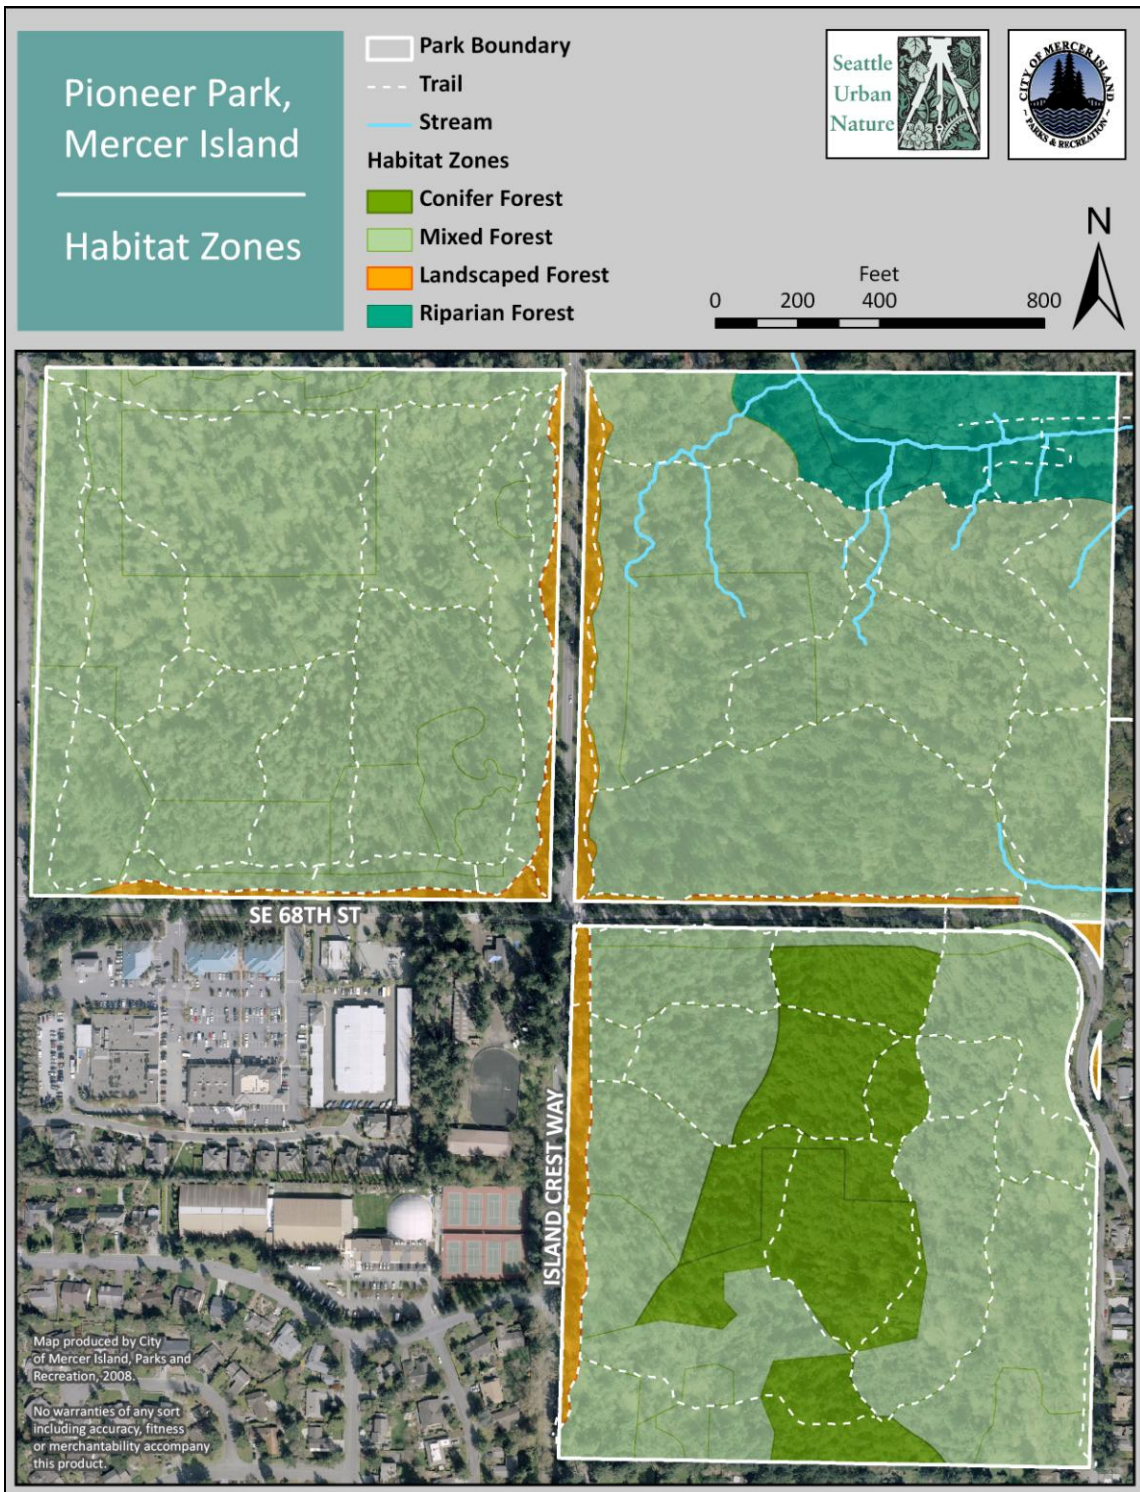 Pioneer Park,
Mercer Island
Habitat Zones
Park Boundary
Trail
Stream
Habitat Zones
Conifer Forest
Mixed Forest
Landscaped Forest
Riparian Forest
Seattle
Urban
Nature
CITY OF MERCER ISLAND
~ PARKS & RECREATION ~
N
Feet
0 200 400 800
SE 68TH ST
ISLAND CREST WAY
Map produced by City
of Mercer Island, Parks and
Recreation, 2008.
No warranties of any sort
including accuracy, fitness
or merchantability accompany
this product.